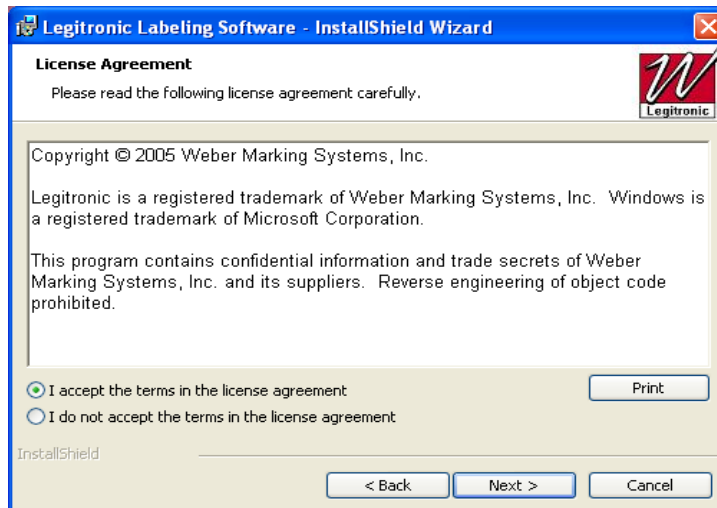 Legitronic Labeling Software - InstallShield Wizard
License Agreement
Please read the following license agreement carefully.
W
Legitronic
Copyright © 2005 Weber Marking Systems, Inc.
Legitronic is a registered trademark of Weber Marking Systems, Inc.  Windows is
a registered trademark of Microsoft Corporation.
This program contains confidential information and trade secrets of Weber
Marking Systems, Inc. and its suppliers.  Reverse engineering of object code
prohibited.
I accept the terms in the license agreement
Print
I do not accept the terms in the license agreement
InstallShield
< Back
Next >
Cancel